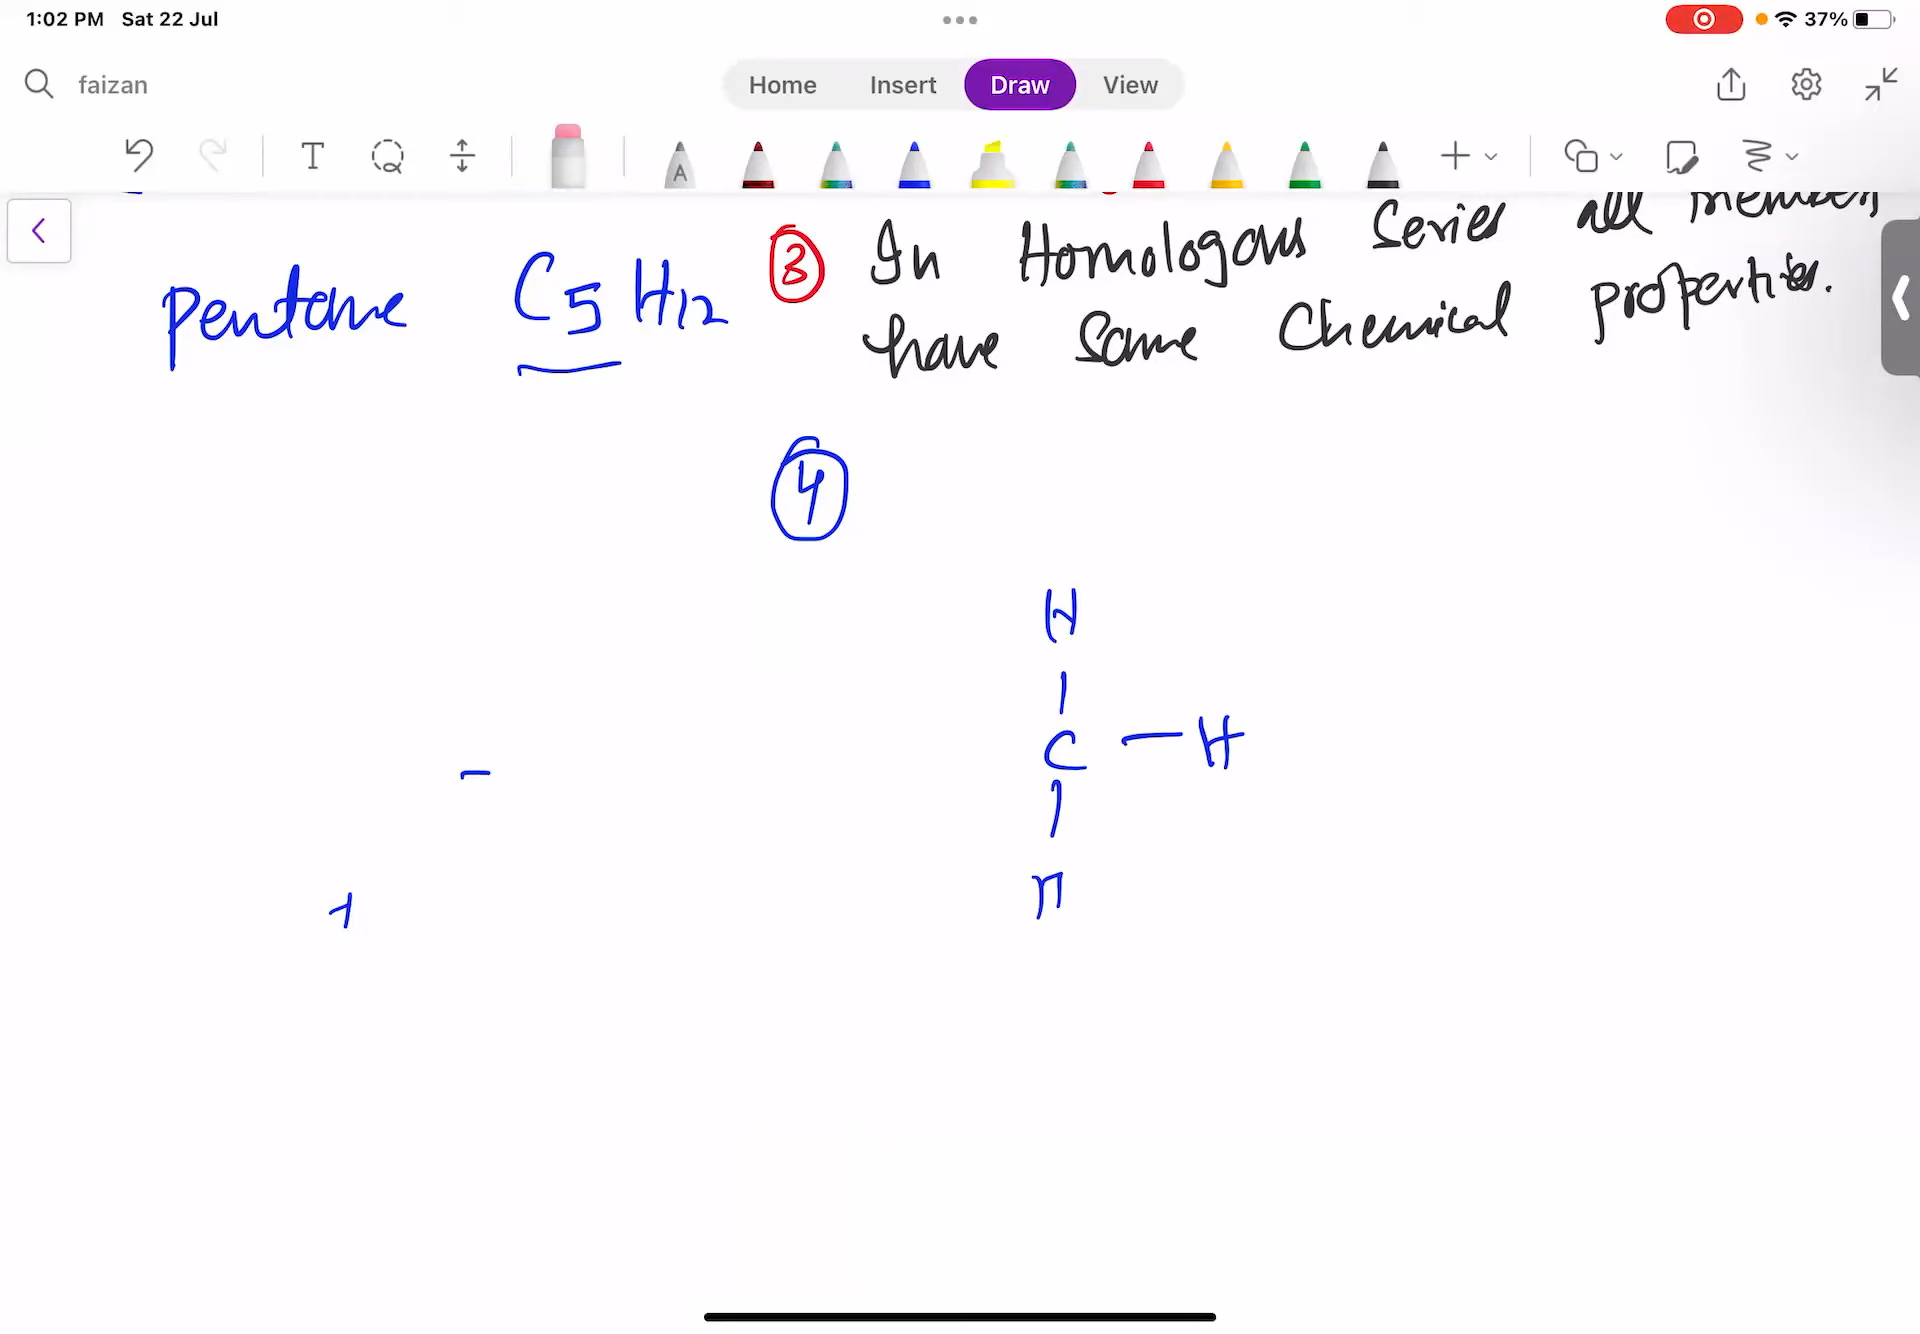 1:02 PM Sat 22 Jul
37%
faizan
Home Insert Draw View
T
A
Pentane C5H12
3 In Homologous Series all members
have Same Chemical properties.
4
H
C — H